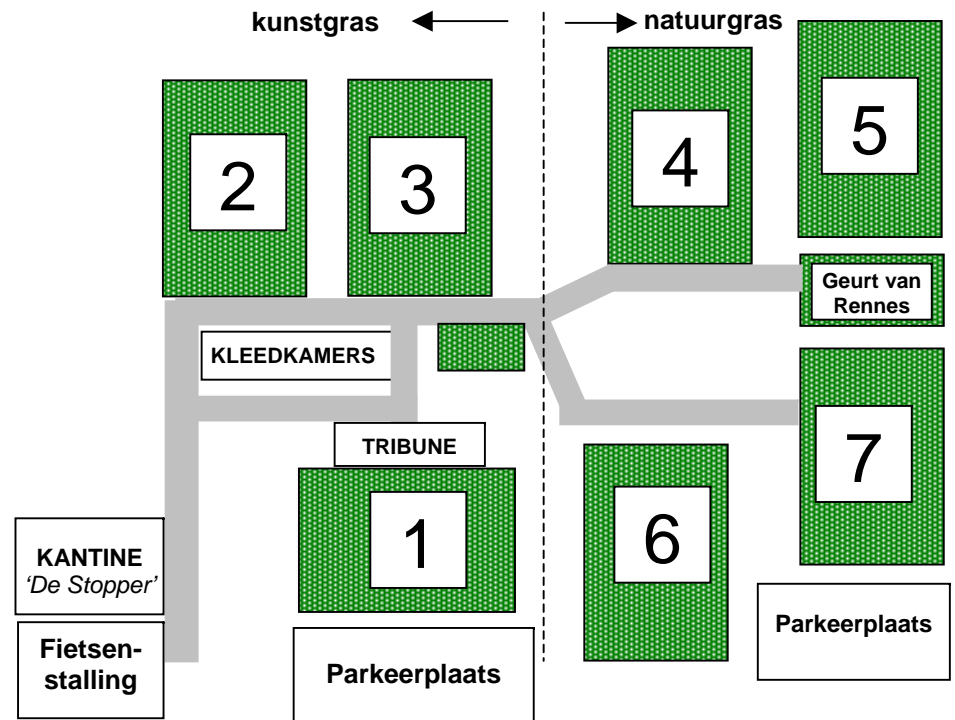 kunstgras
natuurgras
2
3
4
5
Geurt van
Rennes
KLEEDKAMERS
TRIBUNE
1
6
7
KANTINE
‘De Stopper’
Fietsen-
stalling
Parkeerplaats
Parkeerplaats